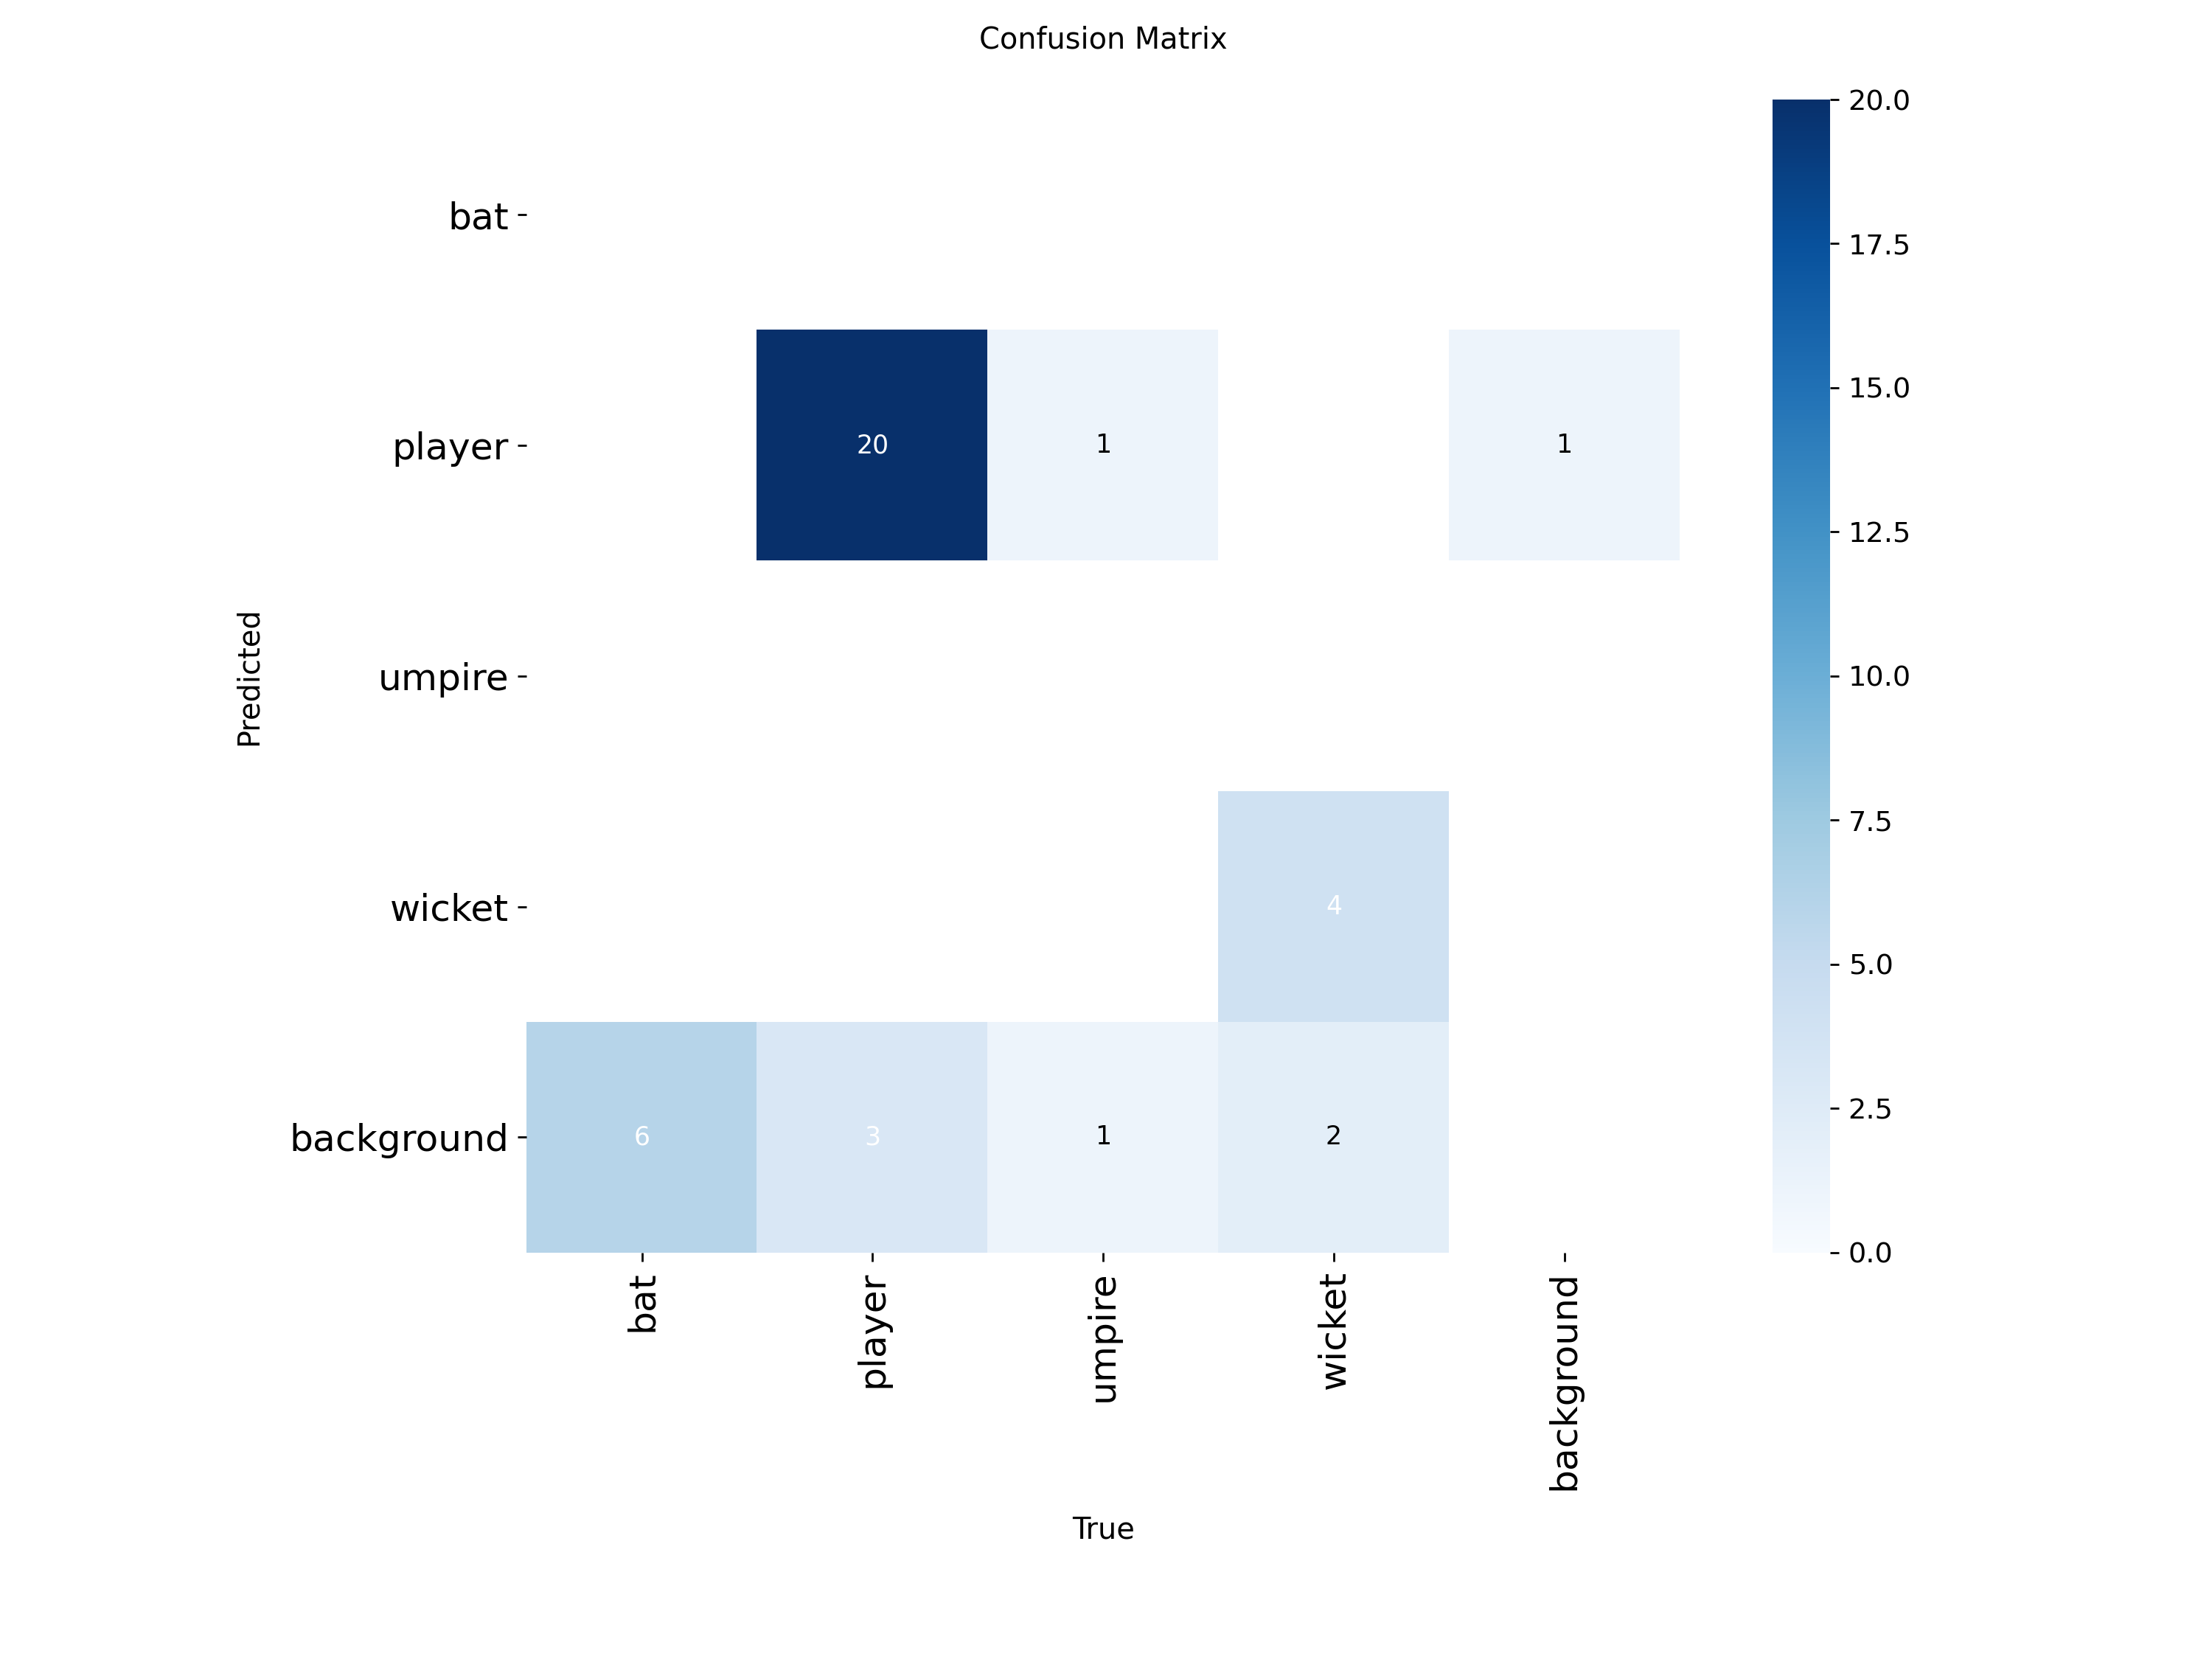 Confusion Matrix
bat
player
umpire
wicket
background
Predicted
20 1 1
4
6 3 1 2
bat player umpire wicket background
True
20.0
17.5
15.0
12.5
10.0
7.5
5.0
2.5
0.0